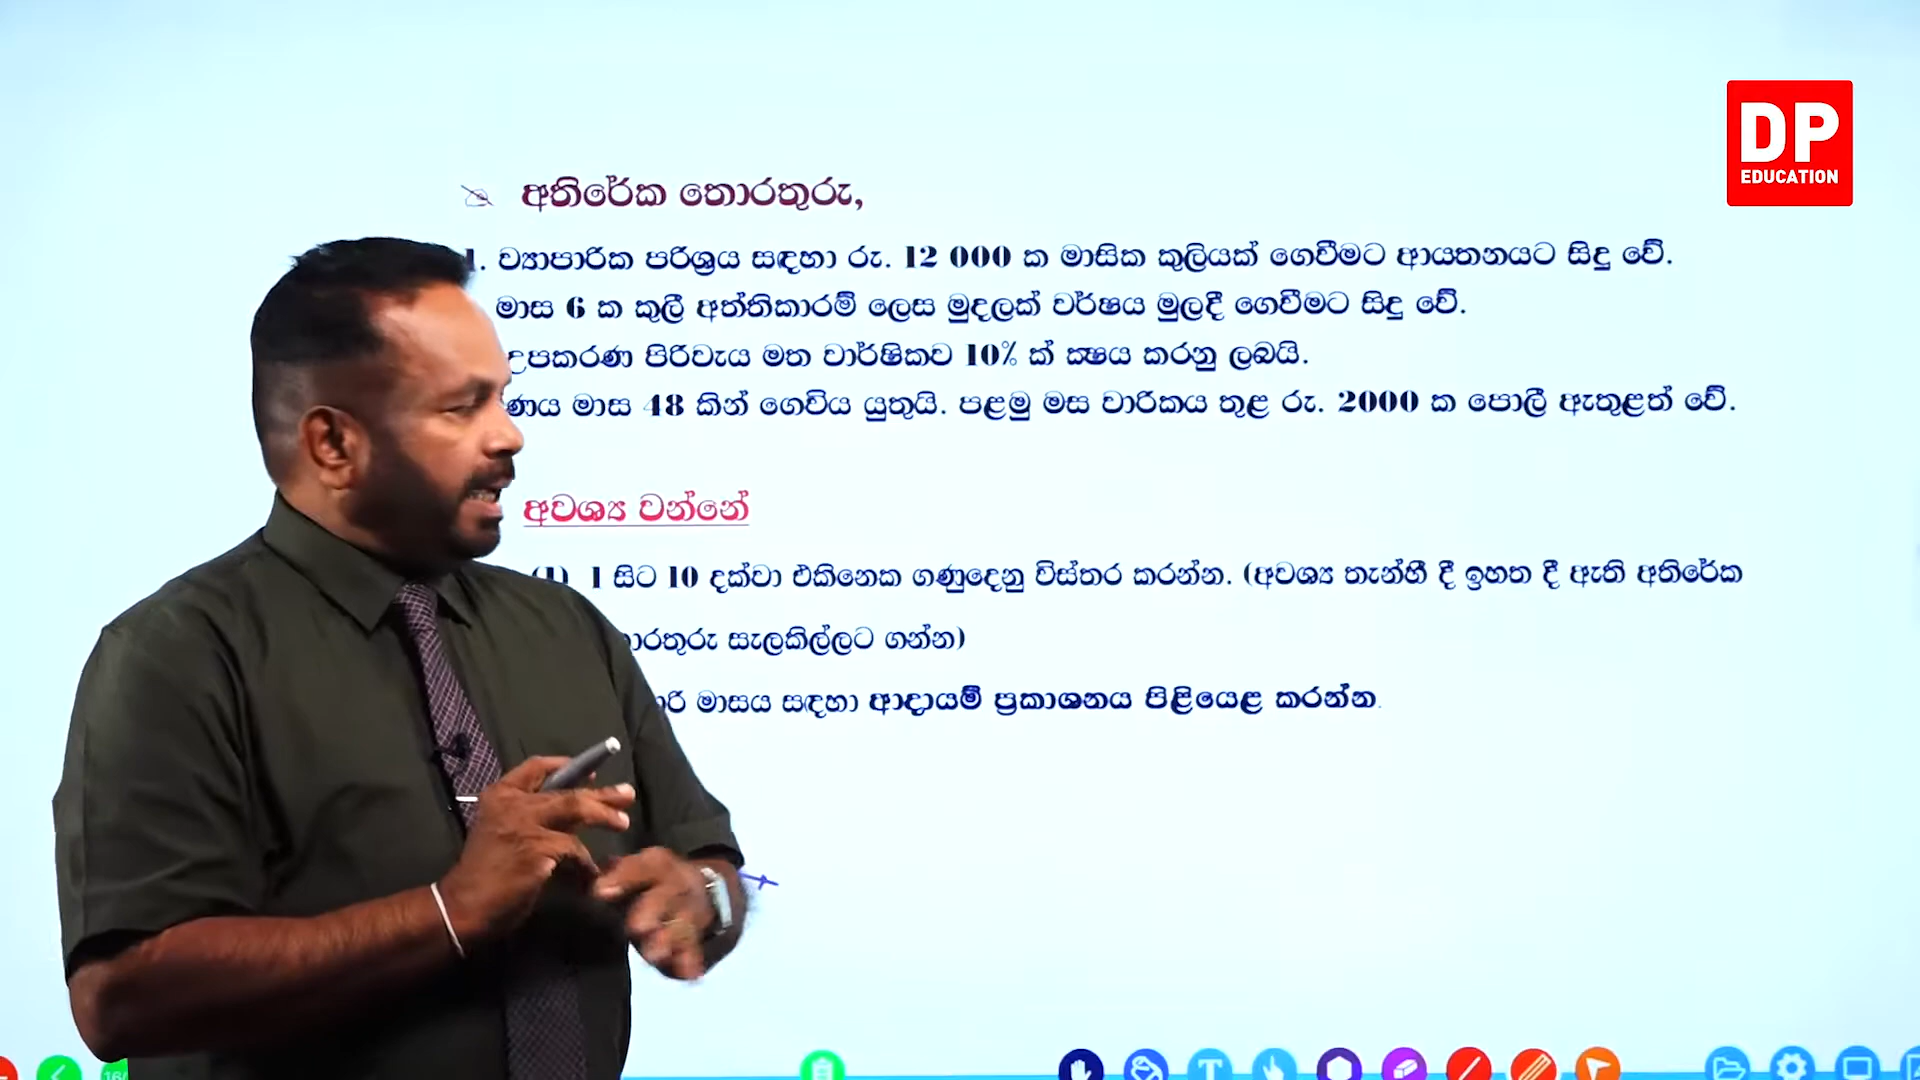 DP
EDUCATION
අතිරේක තොරතුරු,
1. ව්‍යාපාරික පරිශ්‍රය සඳහා රු. 12 000 ක මාසික කුලියක් ගෙවීමට ආයතනයට සිදු වේ.
මාස 6 ක කුලී අත්තිකාරම් ලෙස මුදලක් වර්ෂය මුලදී ගෙවීමට සිදු වේ.
උපකරණ පිරිවැය මත වාර්ෂිකව 10% ක් ක්‍ෂය කරනු ලබයි.
ණය මාස 48 කින් ගෙවිය යුතුයි. පළමු මස වාරිකය තුළ රු. 2000 ක පොලී ඇතුළත් වේ.
අවශ්‍ය වන්නේ
(1) 1 සිට 10 දක්වා එකිනෙක ගණුදෙනු විස්තර කරන්න. (අවශ්‍ය තැන්හී දී ඉහත දී ඇති අතිරේක
රතුරු සැලකිල්ලට ගන්න)
රි මාසය සඳහා ආදායම් ප්‍රකාශනය පිළියෙළ කරන්න.